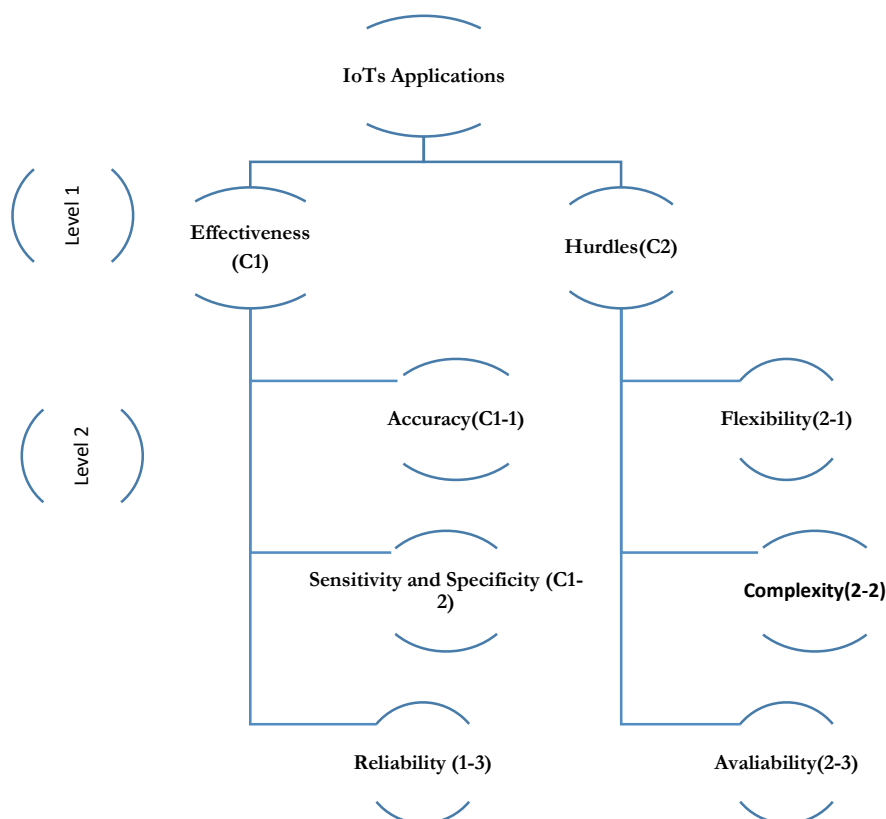 IoTs Applications
Level 1
Effectiveness
(C1)
Hurdles(C2)
Level 2
Accuracy(C1-1)
Flexibility(2-1)
Sensitivity and Specificity (C1-
2)
Complexity(2-2)
Reliability (1-3)
Avaliability(2-3)